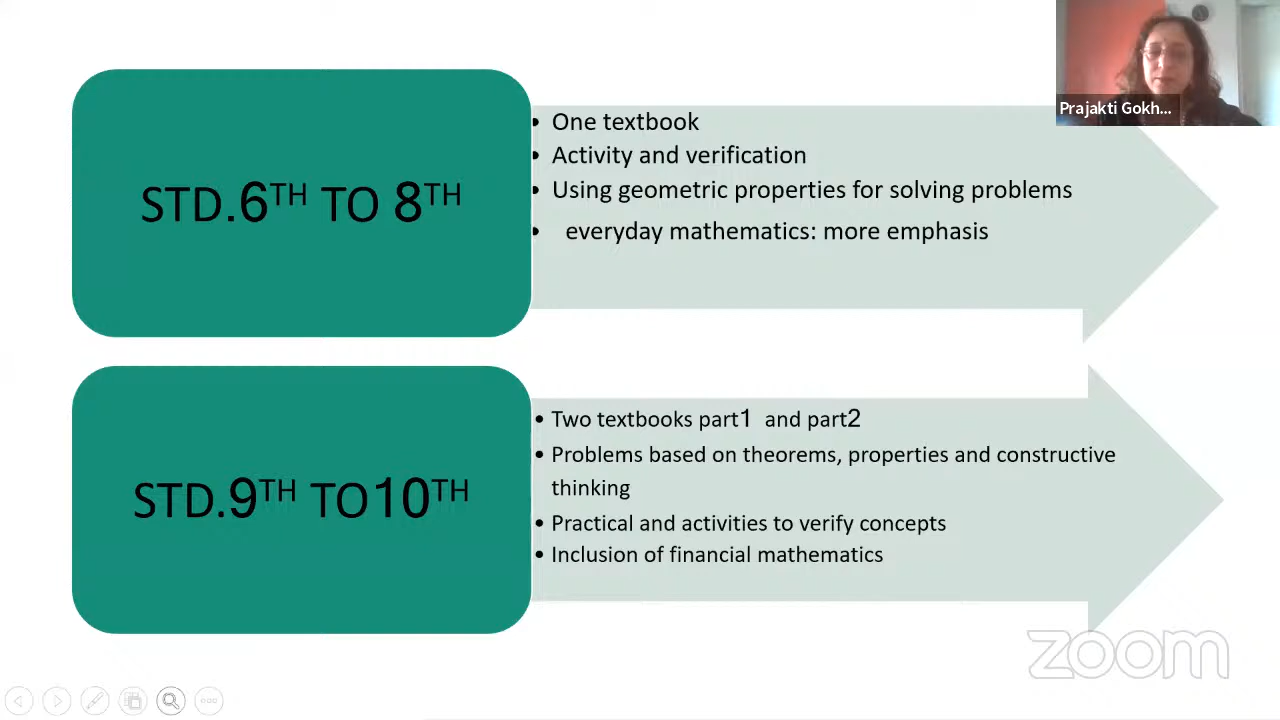 Prajakti Gokh...
STD.6TH TO 8TH
• One textbook
• Activity and verification
• Using geometric properties for solving problems
• everyday mathematics: more emphasis
STD.9TH TO10TH
• Two textbooks part1 and part2
• Problems based on theorems, properties and constructive
thinking
• Practical and activities to verify concepts
• Inclusion of financial mathematics
zoom